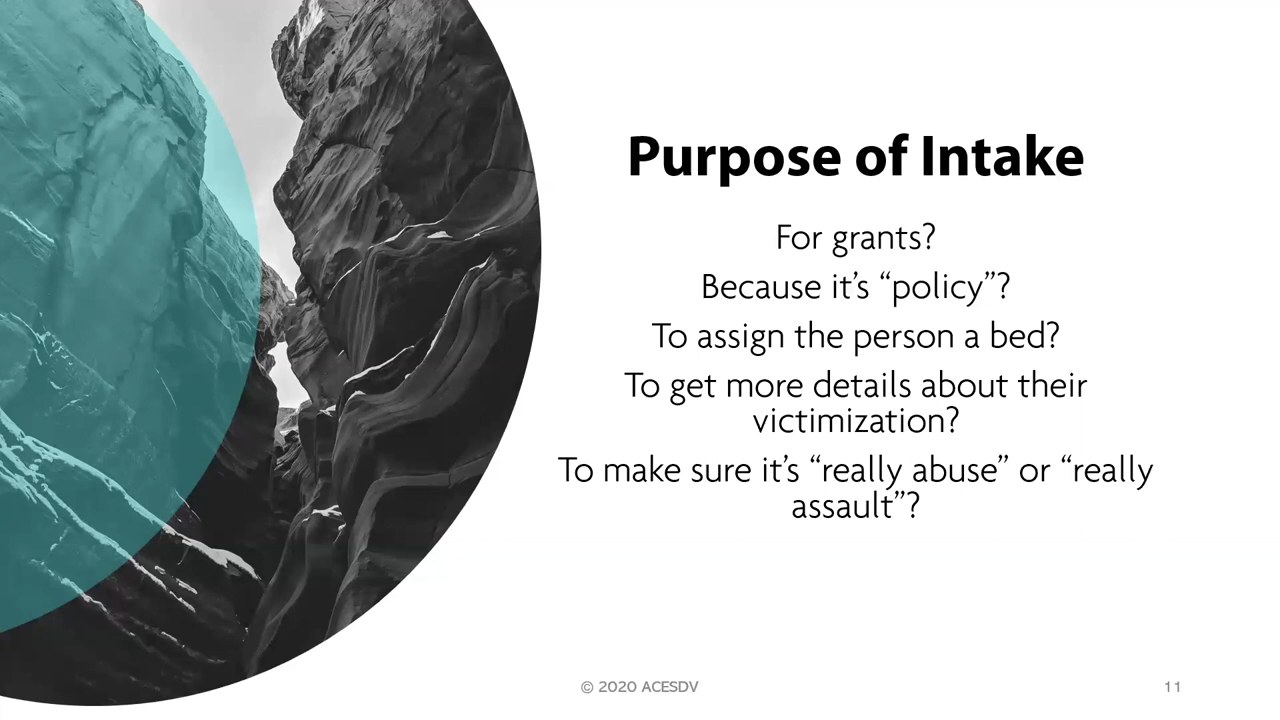 Purpose of Intake
For grants?
Because it’s “policy”?
To assign the person a bed?
To get more details about their
victimization?
To make sure it’s “really abuse” or “really
assault”?
© 2020 ACESDV
11